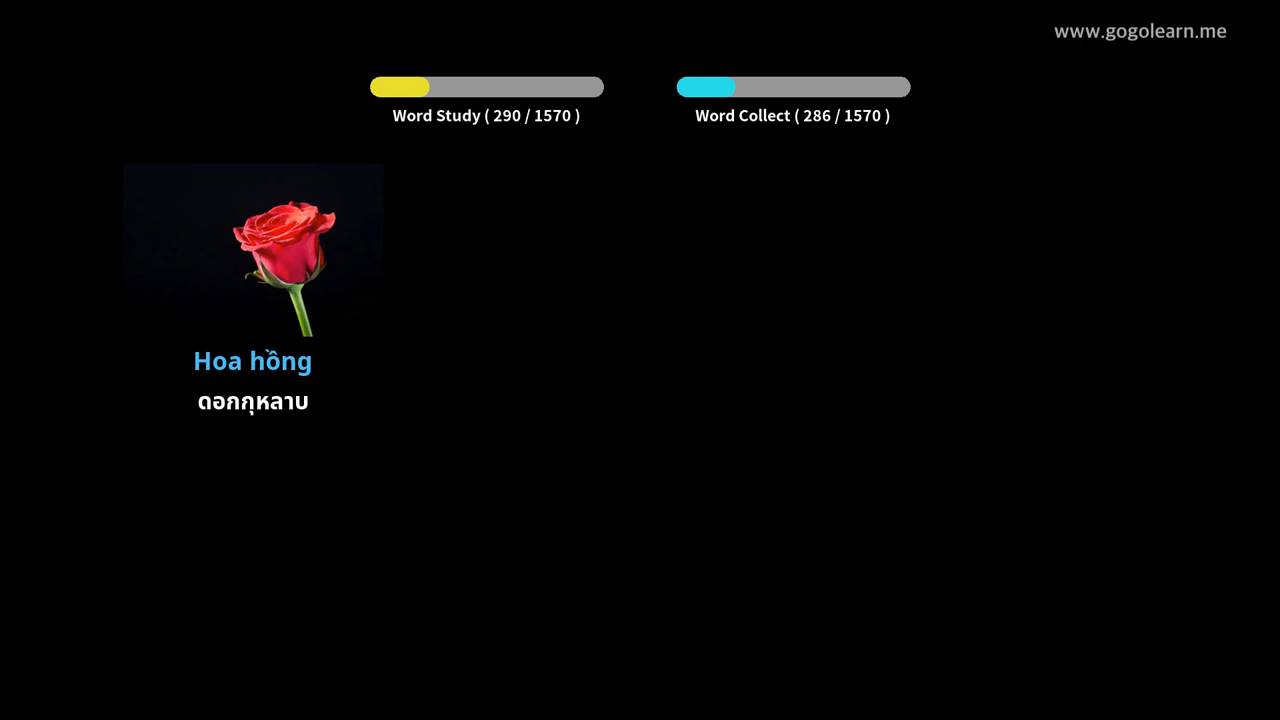 www.gogolearn.me
Word Study ( 290 / 1570 )
Word Collect ( 286 / 1570 )
Hoa hồng
ดอกกุหลาบ